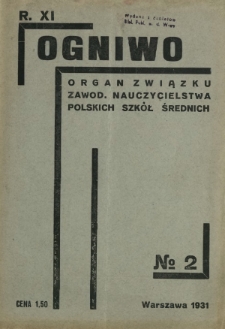 R. XI
OGNIWO
ORGAN ZWIĄZKU
ZAWOD. NAUCZYCIELSTWA
POLSKICH SZKÓŁ ŚREDNICH
№ 2
CENA 1,50
Warszawa 1931